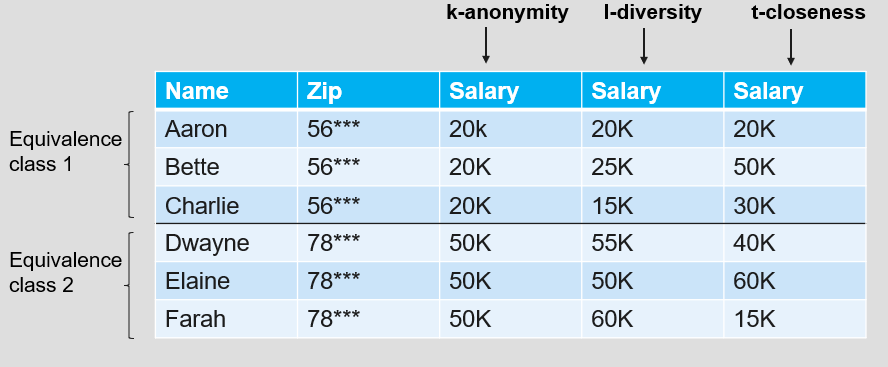 k-anonymity l-diversity t-closeness
Name Zip Salary Salary Salary
Equivalence class 1
Aaron 56*** 20k 20K 20K
Bette 56*** 20K 25K 50K
Charlie 56*** 20K 15K 30K
Equivalence class 2
Dwayne 78*** 50K 55K 40K
Elaine 78*** 50K 50K 60K
Farah 78*** 50K 60K 15K